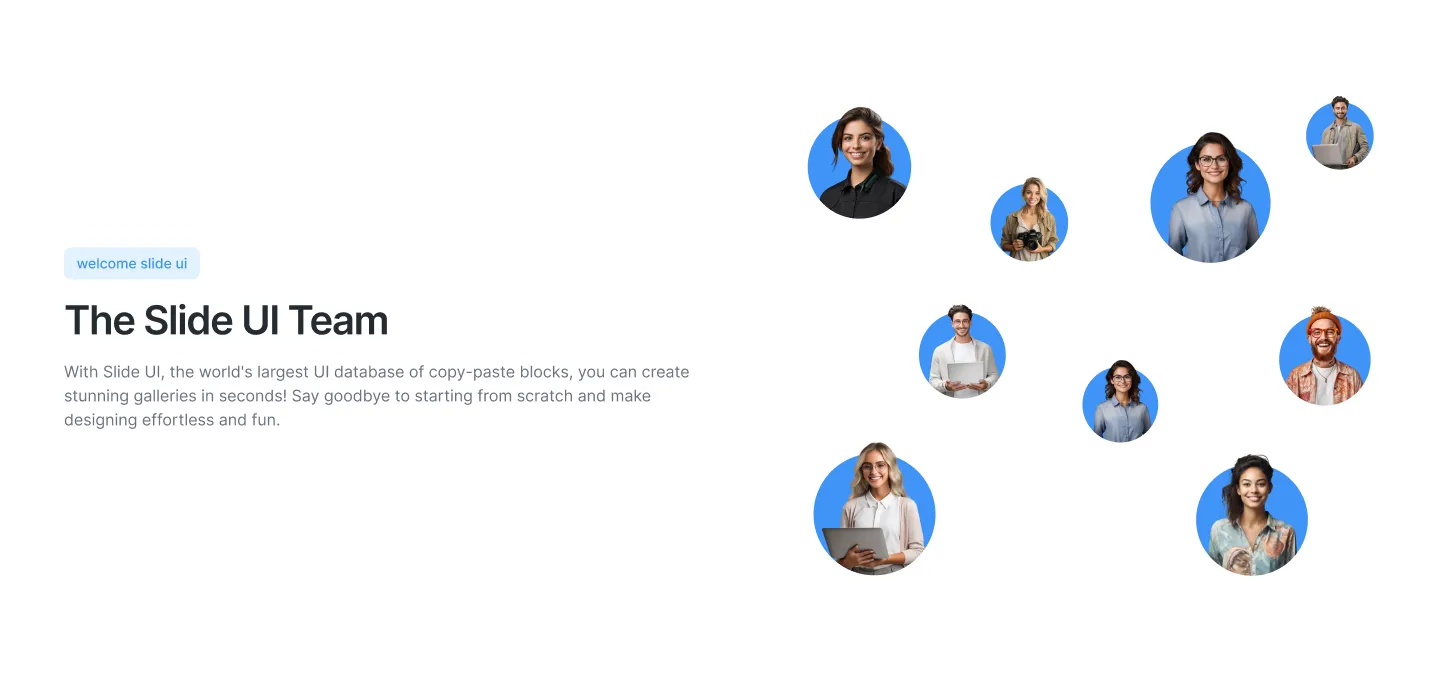 welcome slide ui
The Slide UI Team
With Slide UI, the world's largest UI database of copy-paste blocks, you can create
stunning galleries in seconds! Say goodbye to starting from scratch and make
designing effortless and fun.